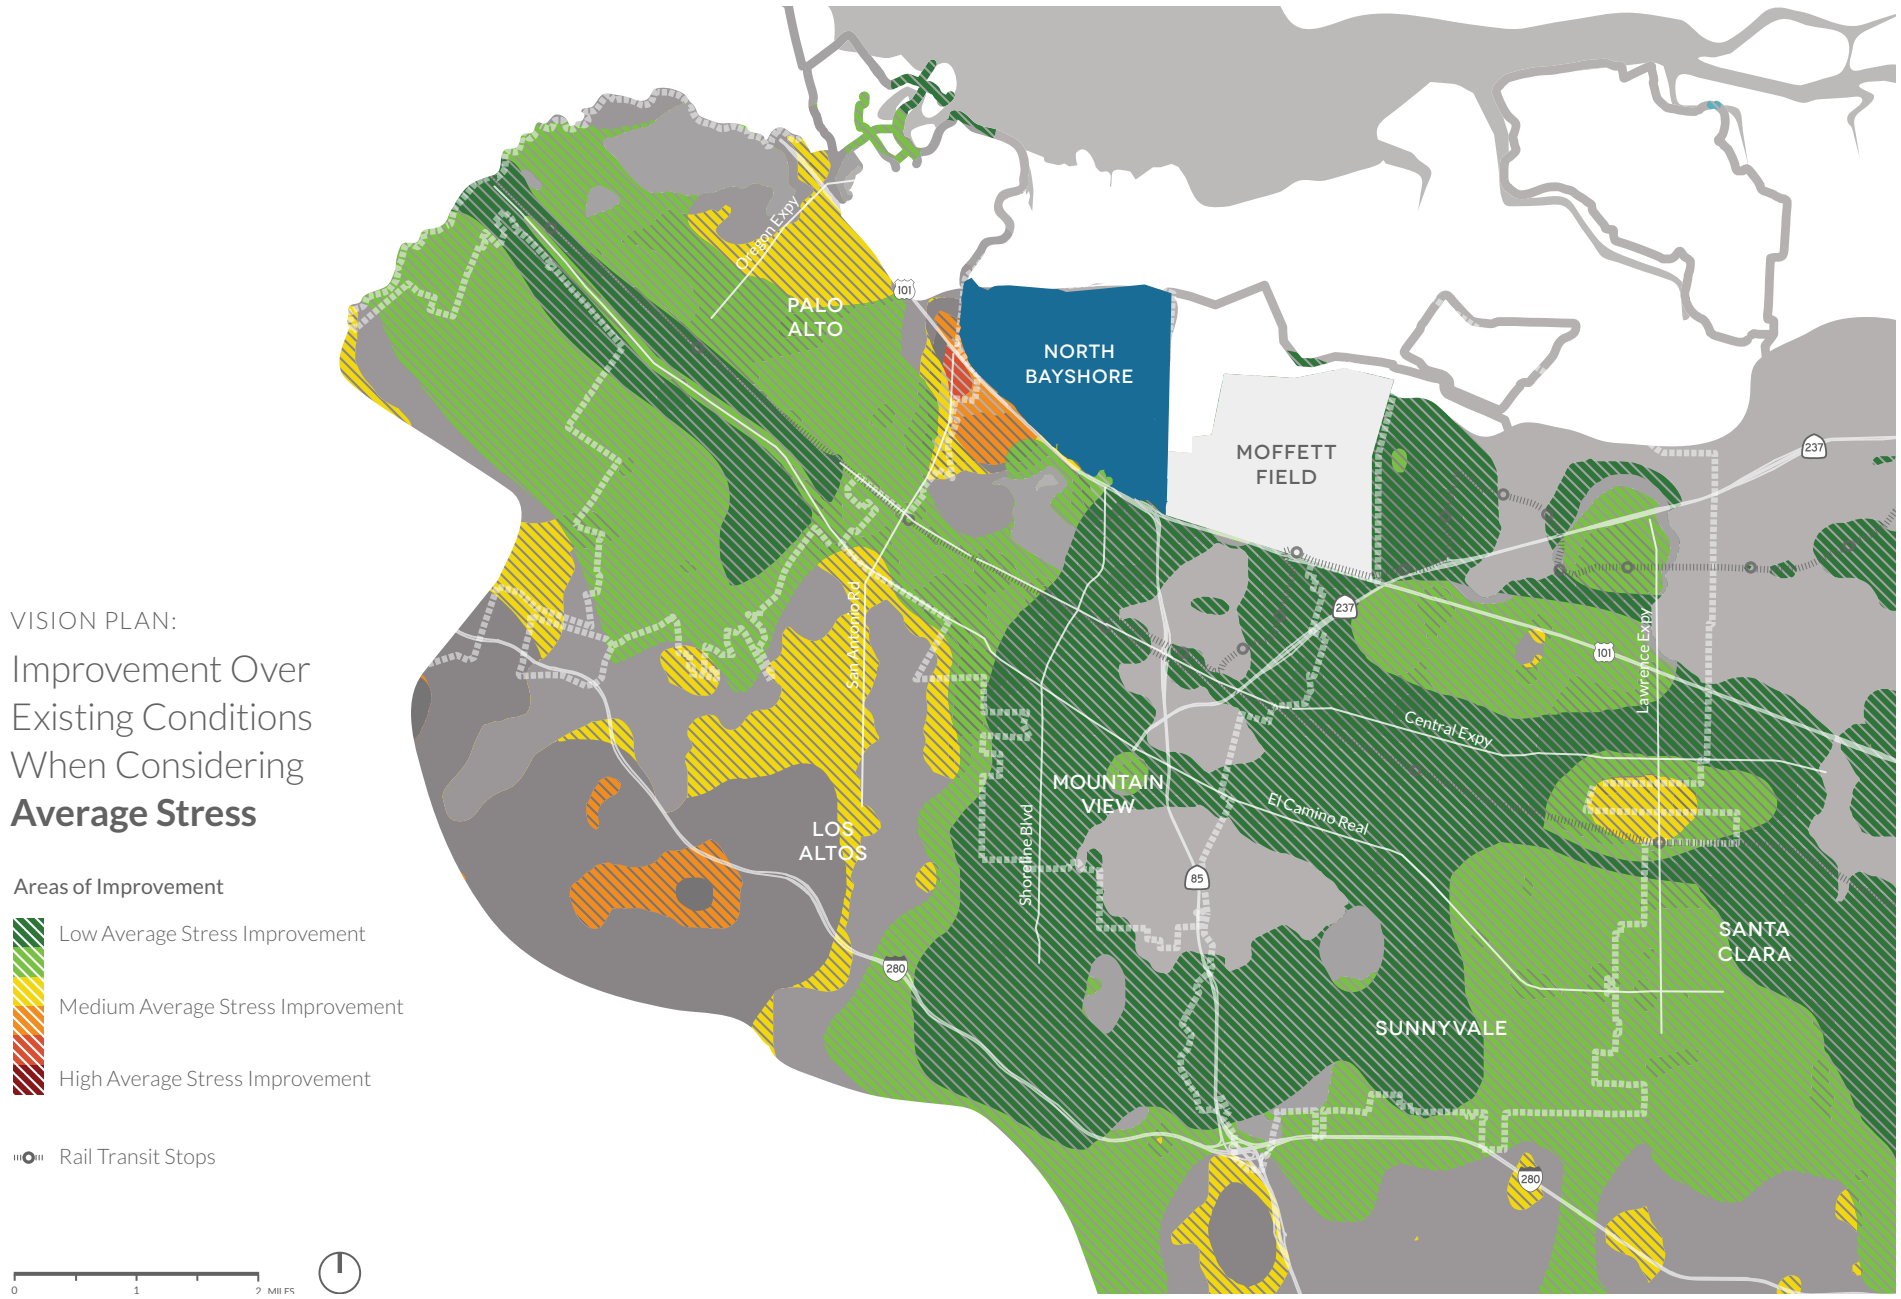 VISION PLAN:
Improvement Over
Existing Conditions
When Considering
Average Stress
Areas of Improvement
Low Average Stress Improvement
Medium Average Stress Improvement
High Average Stress Improvement
Rail Transit Stops
0 1 2 MILES
Oregon Expy
PALO
ALTO
101
NORTH
BAYSHORE
MOFFETT
FIELD
237
237
101
San Antonio Rd
Lawrence Expy
Central Expy
MOUNTAIN
VIEW
El Camino Real
Shoreline Blvd
LOS
ALTOS
85
280
SANTA
CLARA
SUNNYVALE
280